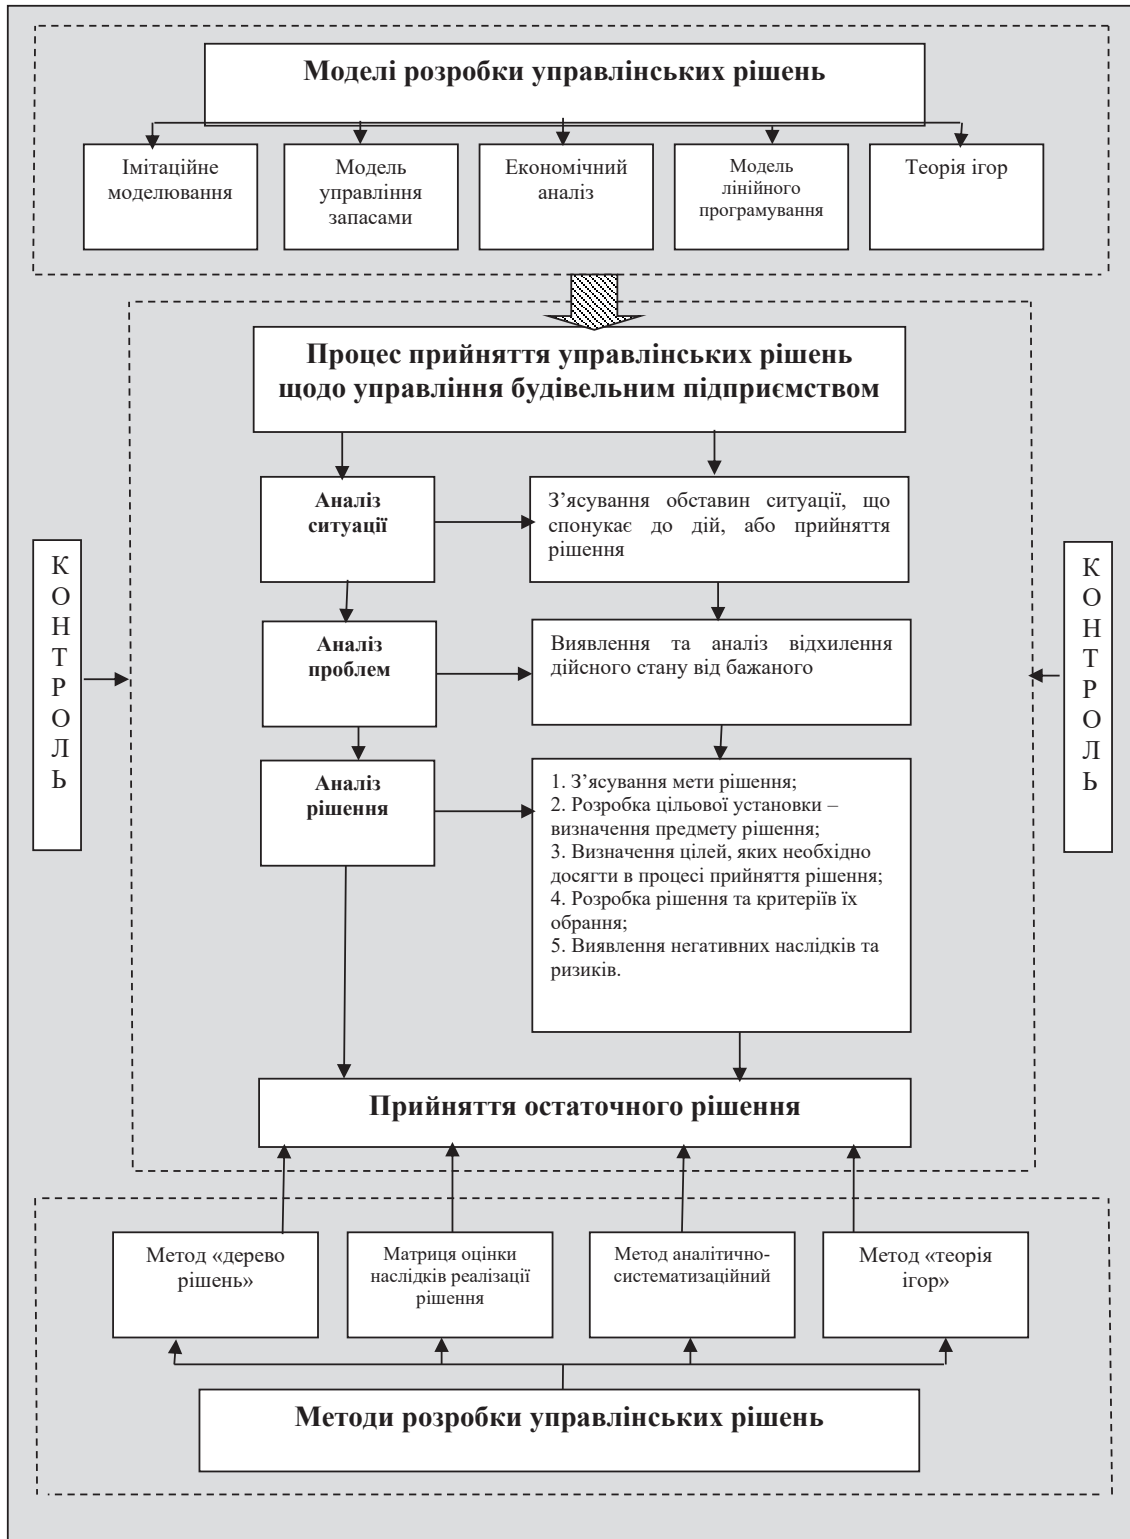 Моделі розробки управлінських рішень
Імітаційне
моделювання
Модель
управління
запасами
Економічний
аналіз
Модель
лінійного
програмування
Теорія ігор
Процес прийняття управлінських рішень
щодо управління будівельним підприємством
Аналіз
ситуації
З’ясування обставин ситуації, що
спонукає до дій, або прийняття
рішення
К
О
Н
Т
Р
О
Л
Ь
Аналіз
проблем
Виявлення та аналіз відхилення
дійсного стану від бажаного
К
О
Н
Т
Р
О
Л
Ь
Аналіз
рішення
1. З’ясування мети рішення;
2. Розробка цільової установки –
визначення предмету рішення;
3. Визначення цілей, яких необхідно
досягти в процесі прийняття рішення;
4. Розробка рішення та критеріїв їх
обрання;
5. Виявлення негативних наслідків та
ризиків.
Прийняття остаточного рішення
Метод «дерево
рішень»
Матриця оцінки
наслідків реалізації
рішення
Метод аналітично-
систематизаційний
Метод «теорія
ігор»
Методи розробки управлінських рішень